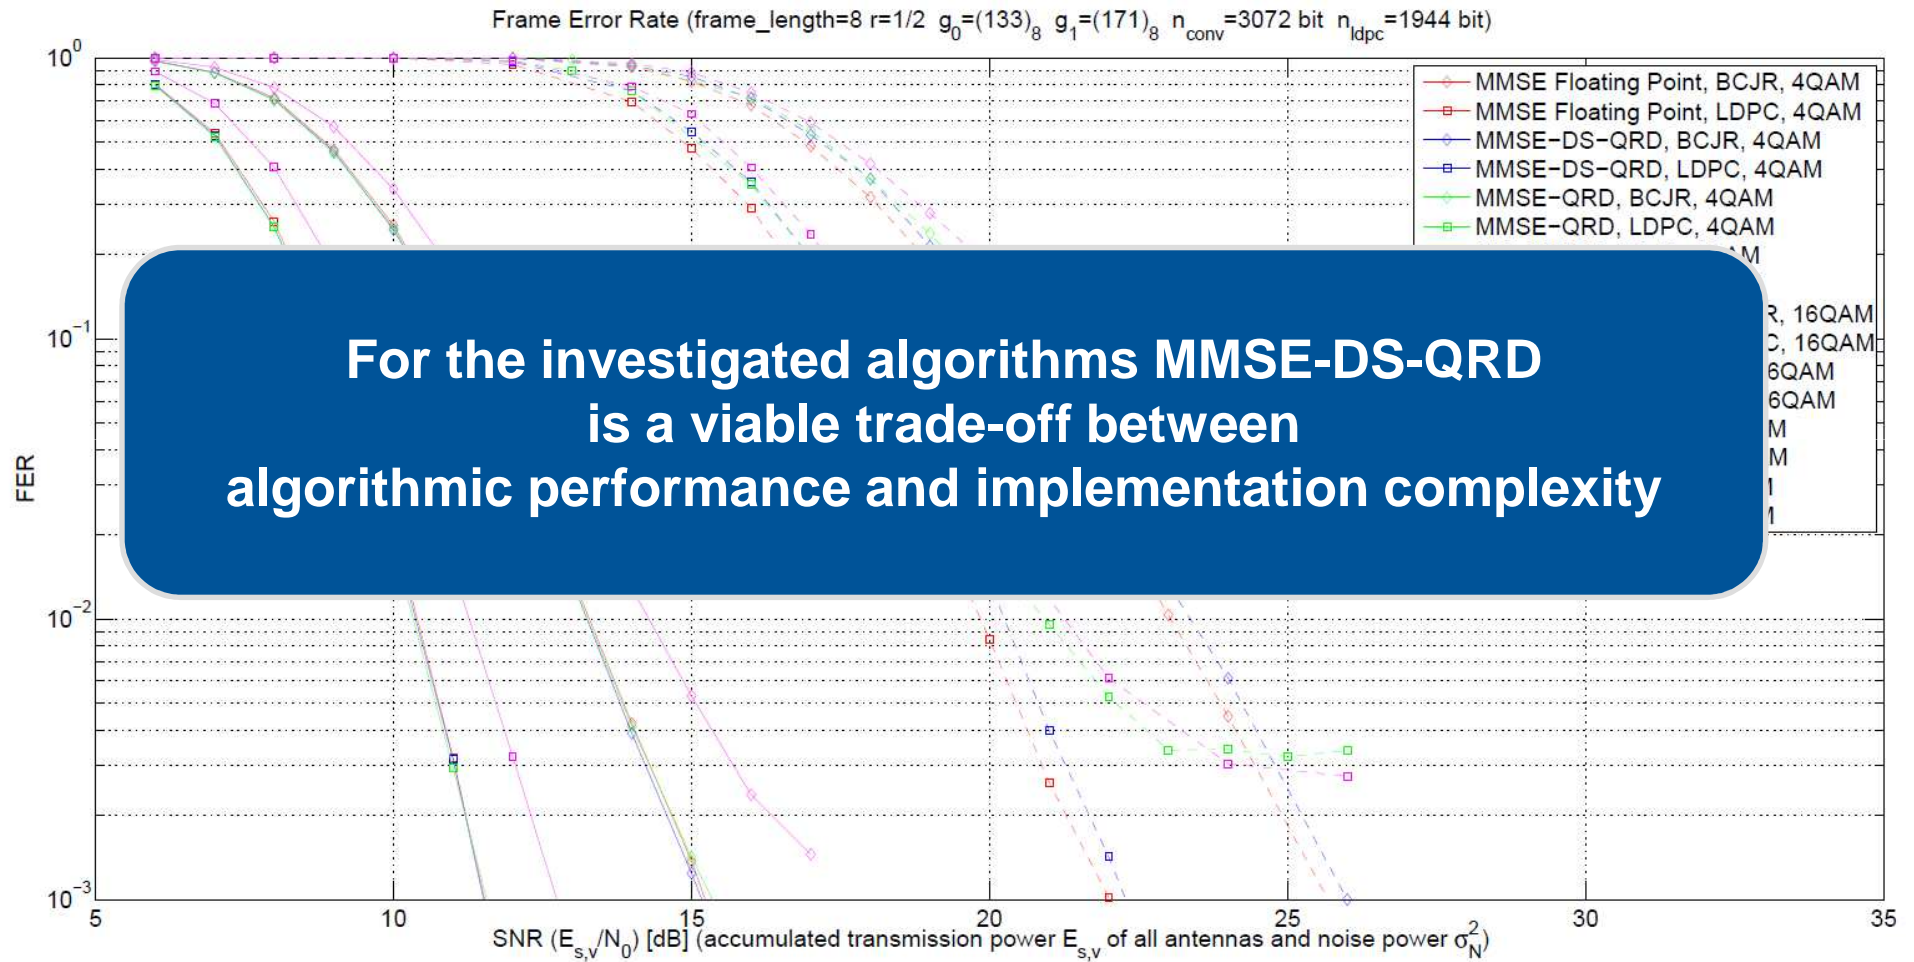 Frame Error Rate (frame_length=8 r=1/2 g0=(133)8 g1=(171)8 nconv=3072 bit nldpc=1944 bit)
10^0
MMSE Floating Point, BCJR, 4QAM
MMSE Floating Point, LDPC, 4QAM
MMSE-DS-QRD, BCJR, 4QAM
MMSE-DS-QRD, LDPC, 4QAM
MMSE-QRD, BCJR, 4QAM
MMSE-QRD, LDPC, 4QAM
16QAM
10^-1
16QAM
For the investigated algorithms MMSE-DS-QRD
is a viable trade-off between
algorithmic performance and implementation complexity
FER
10^-2
10^-3
5 10 15 20 25 30 35
SNR (Es,v/N0) [dB] (accumulated transmission power Es,v of all antennas and noise power σN^2)